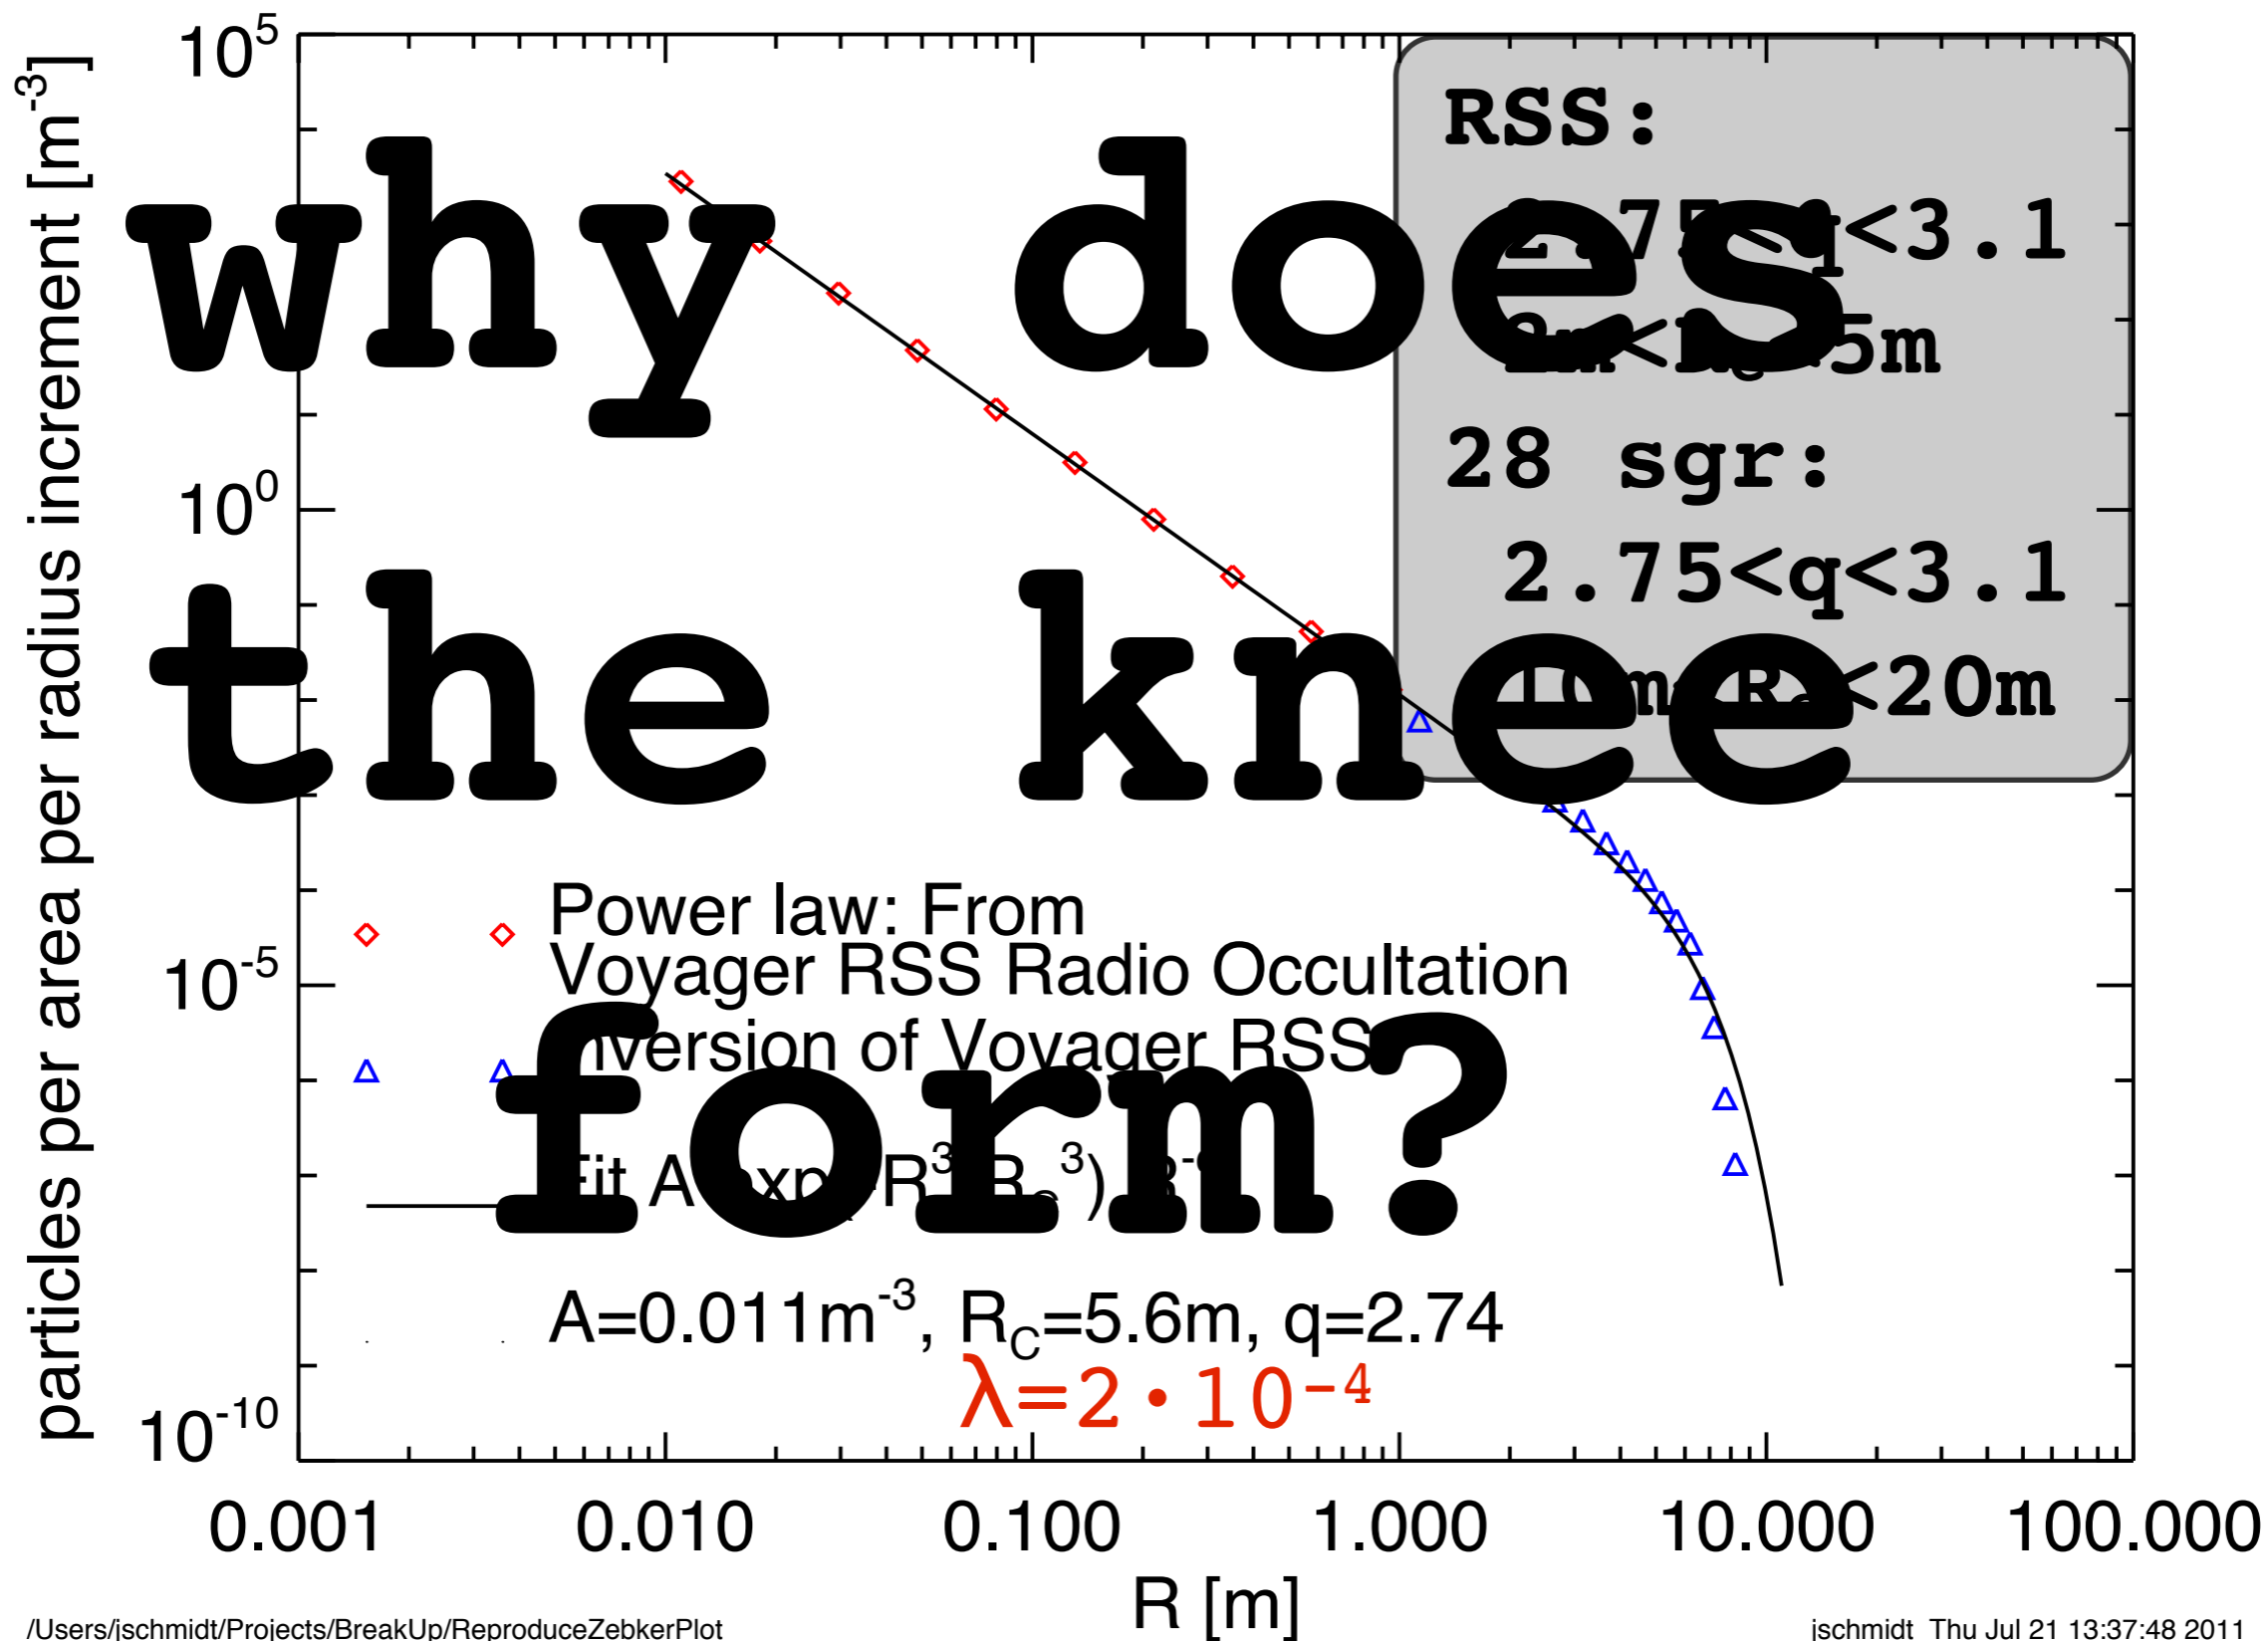 particles per area per radius increment [m-3]
10^5
10^0
10^-5
10^-10
RSS:
<3.1
5m
28 sgr:
2.75<q<3.1
<20m
why does
the knee
form?
Power law: From
Voyager RSS Radio Occultation
of Voyager RSS
A=0.011m-3, RC=5.6m, q=2.74
λ=2•10-4
0.001 0.010 0.100 1.000 10.000 100.000
R [m]
/Users/jschmidt/Projects/BreakUp/ReproduceZebkerPlot
jschmidt Thu Jul 21 13:37:48 2011